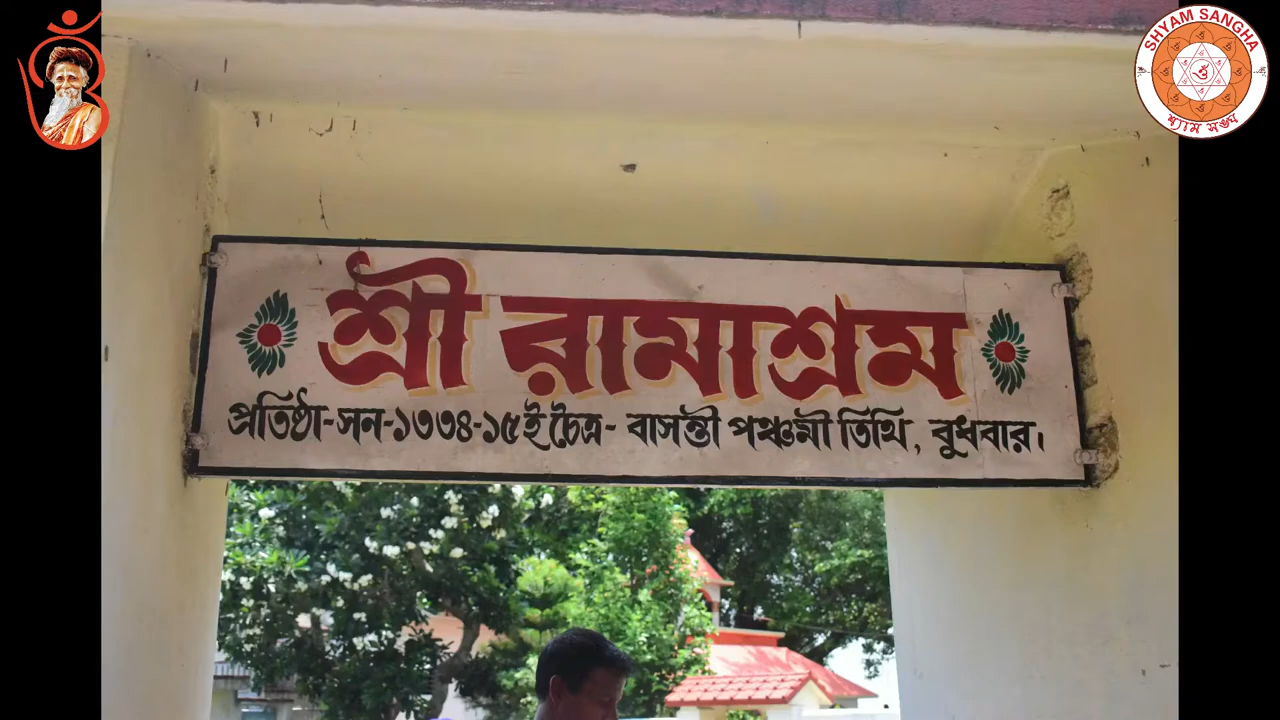 SHYAM SANGHA
শ্যাম সঙ্ঘ
শ্রী রামাশ্রম
প্রতিষ্ঠা-সন-১৩৩৪-১৫ই চৈত্র- বাসন্তী পঞ্চমী তিথি, বুধবার।